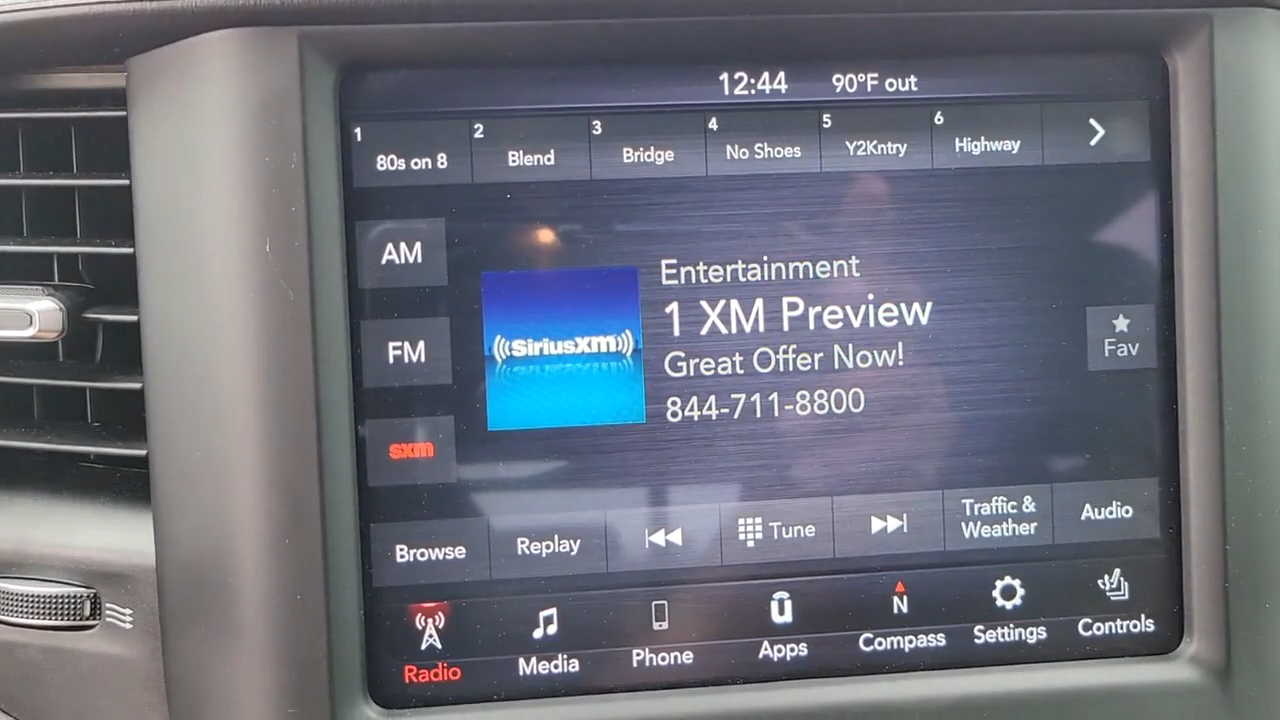 12:44 90°F out
1 2 3 4 5 6
80s on 8 Blend Bridge No Shoes Y2Kntry Highway
AM
FM
sxm
((SiriusXM))
Entertainment
1 XM Preview
Great Offer Now!
844-711-8800
Fav
Browse Replay Tune Traffic & Weather Audio
Radio Media Phone Apps N Compass Settings Controls